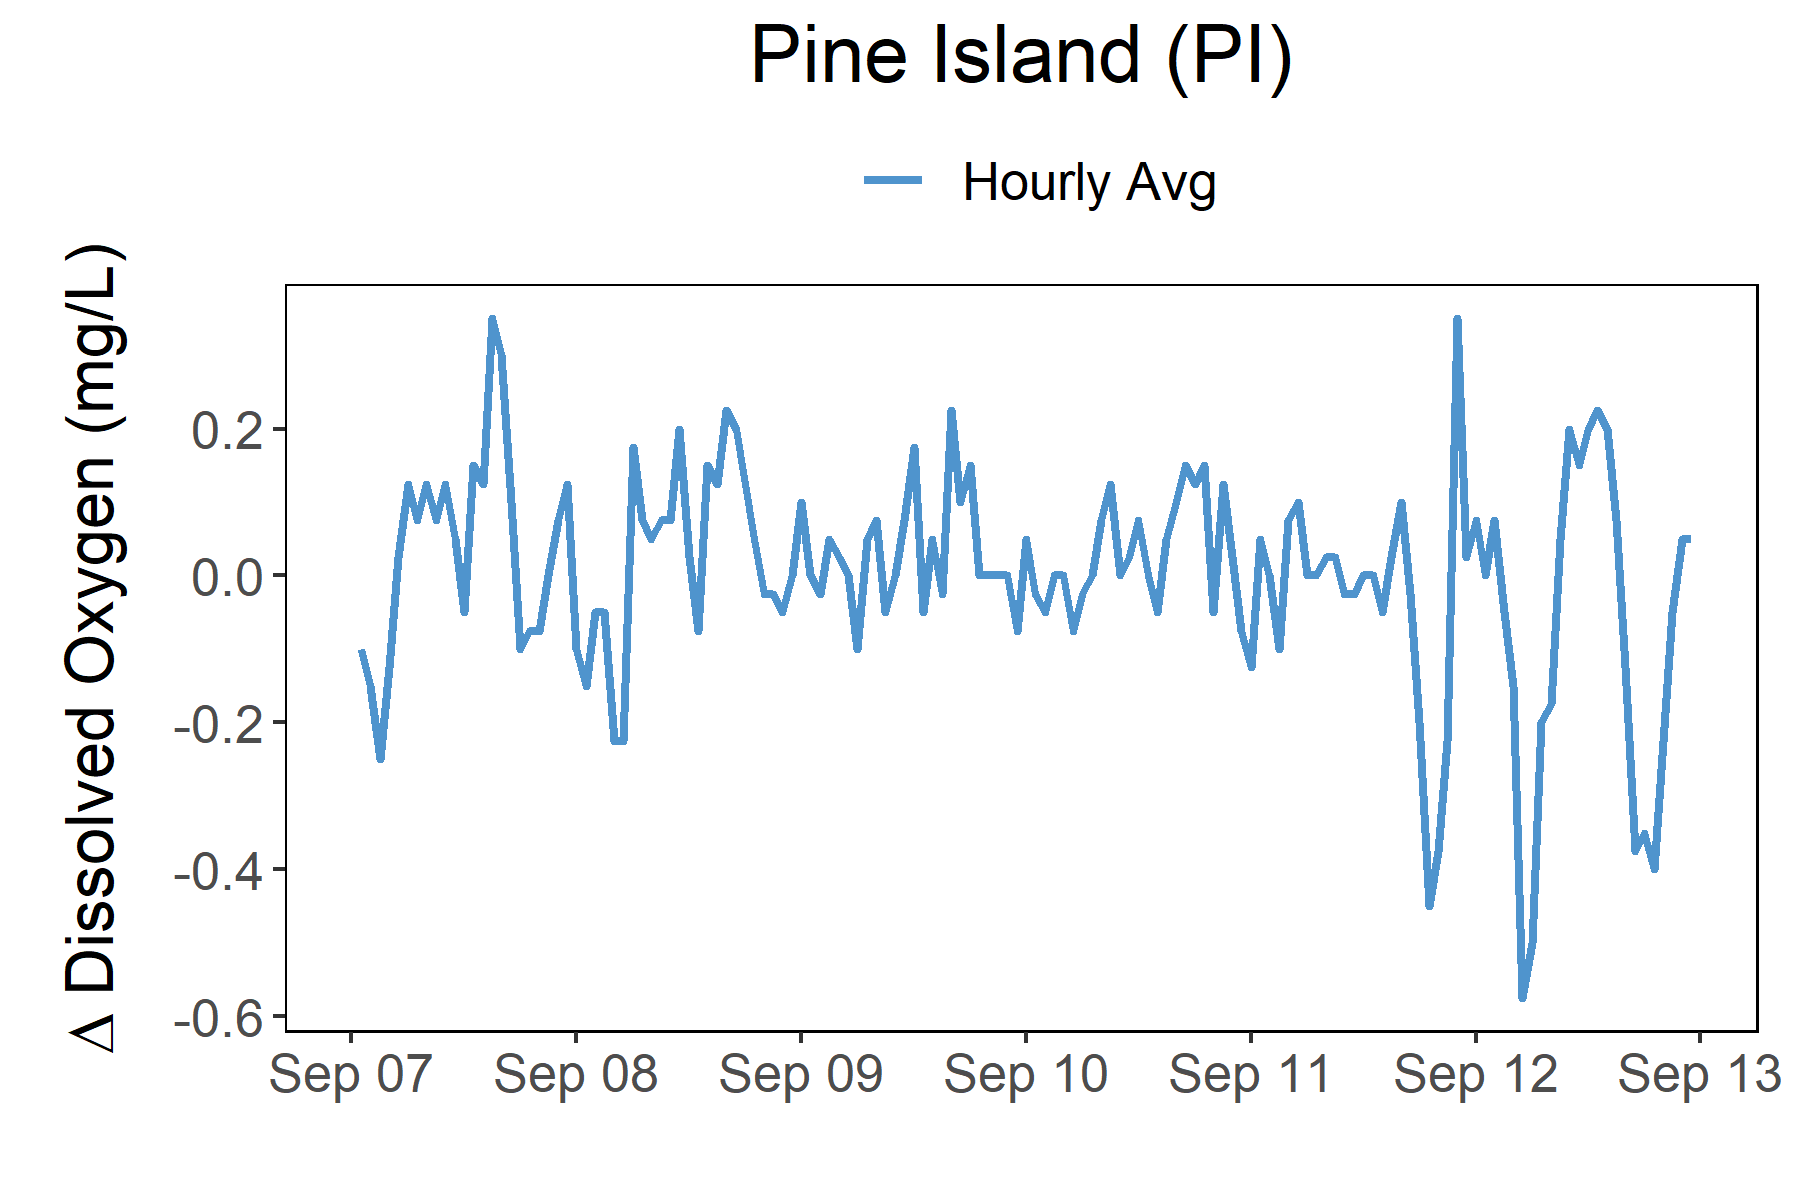 Pine Island (PI)
Hourly Avg
Δ Dissolved Oxygen (mg/L)
0.2
0.0
-0.2
-0.4
-0.6
Sep 07 Sep 08 Sep 09 Sep 10 Sep 11 Sep 12 Sep 13